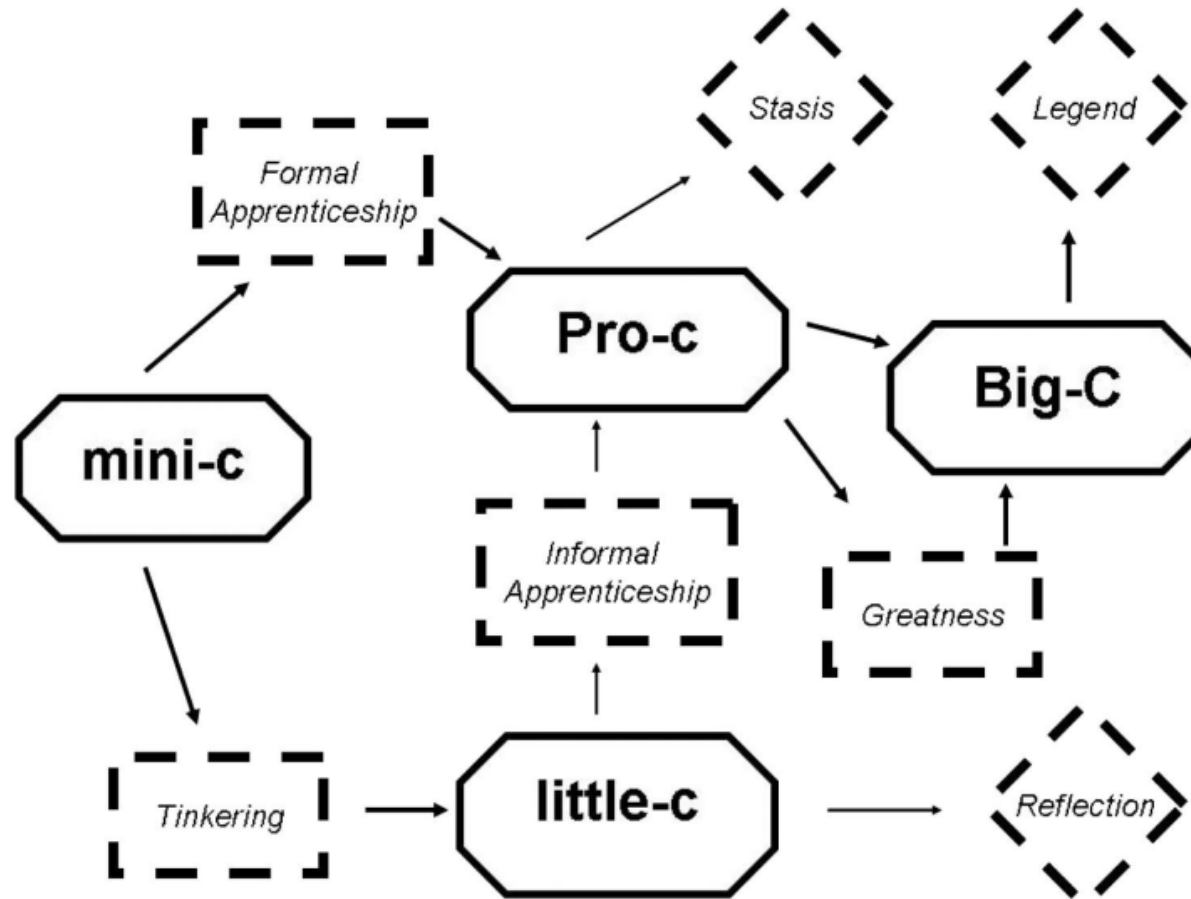 Stasis
Legend
Formal
Apprenticeship
Pro-c
Big-C
mini-c
Informal
Apprenticeship
Greatness
Tinkering
little-c
Reflection